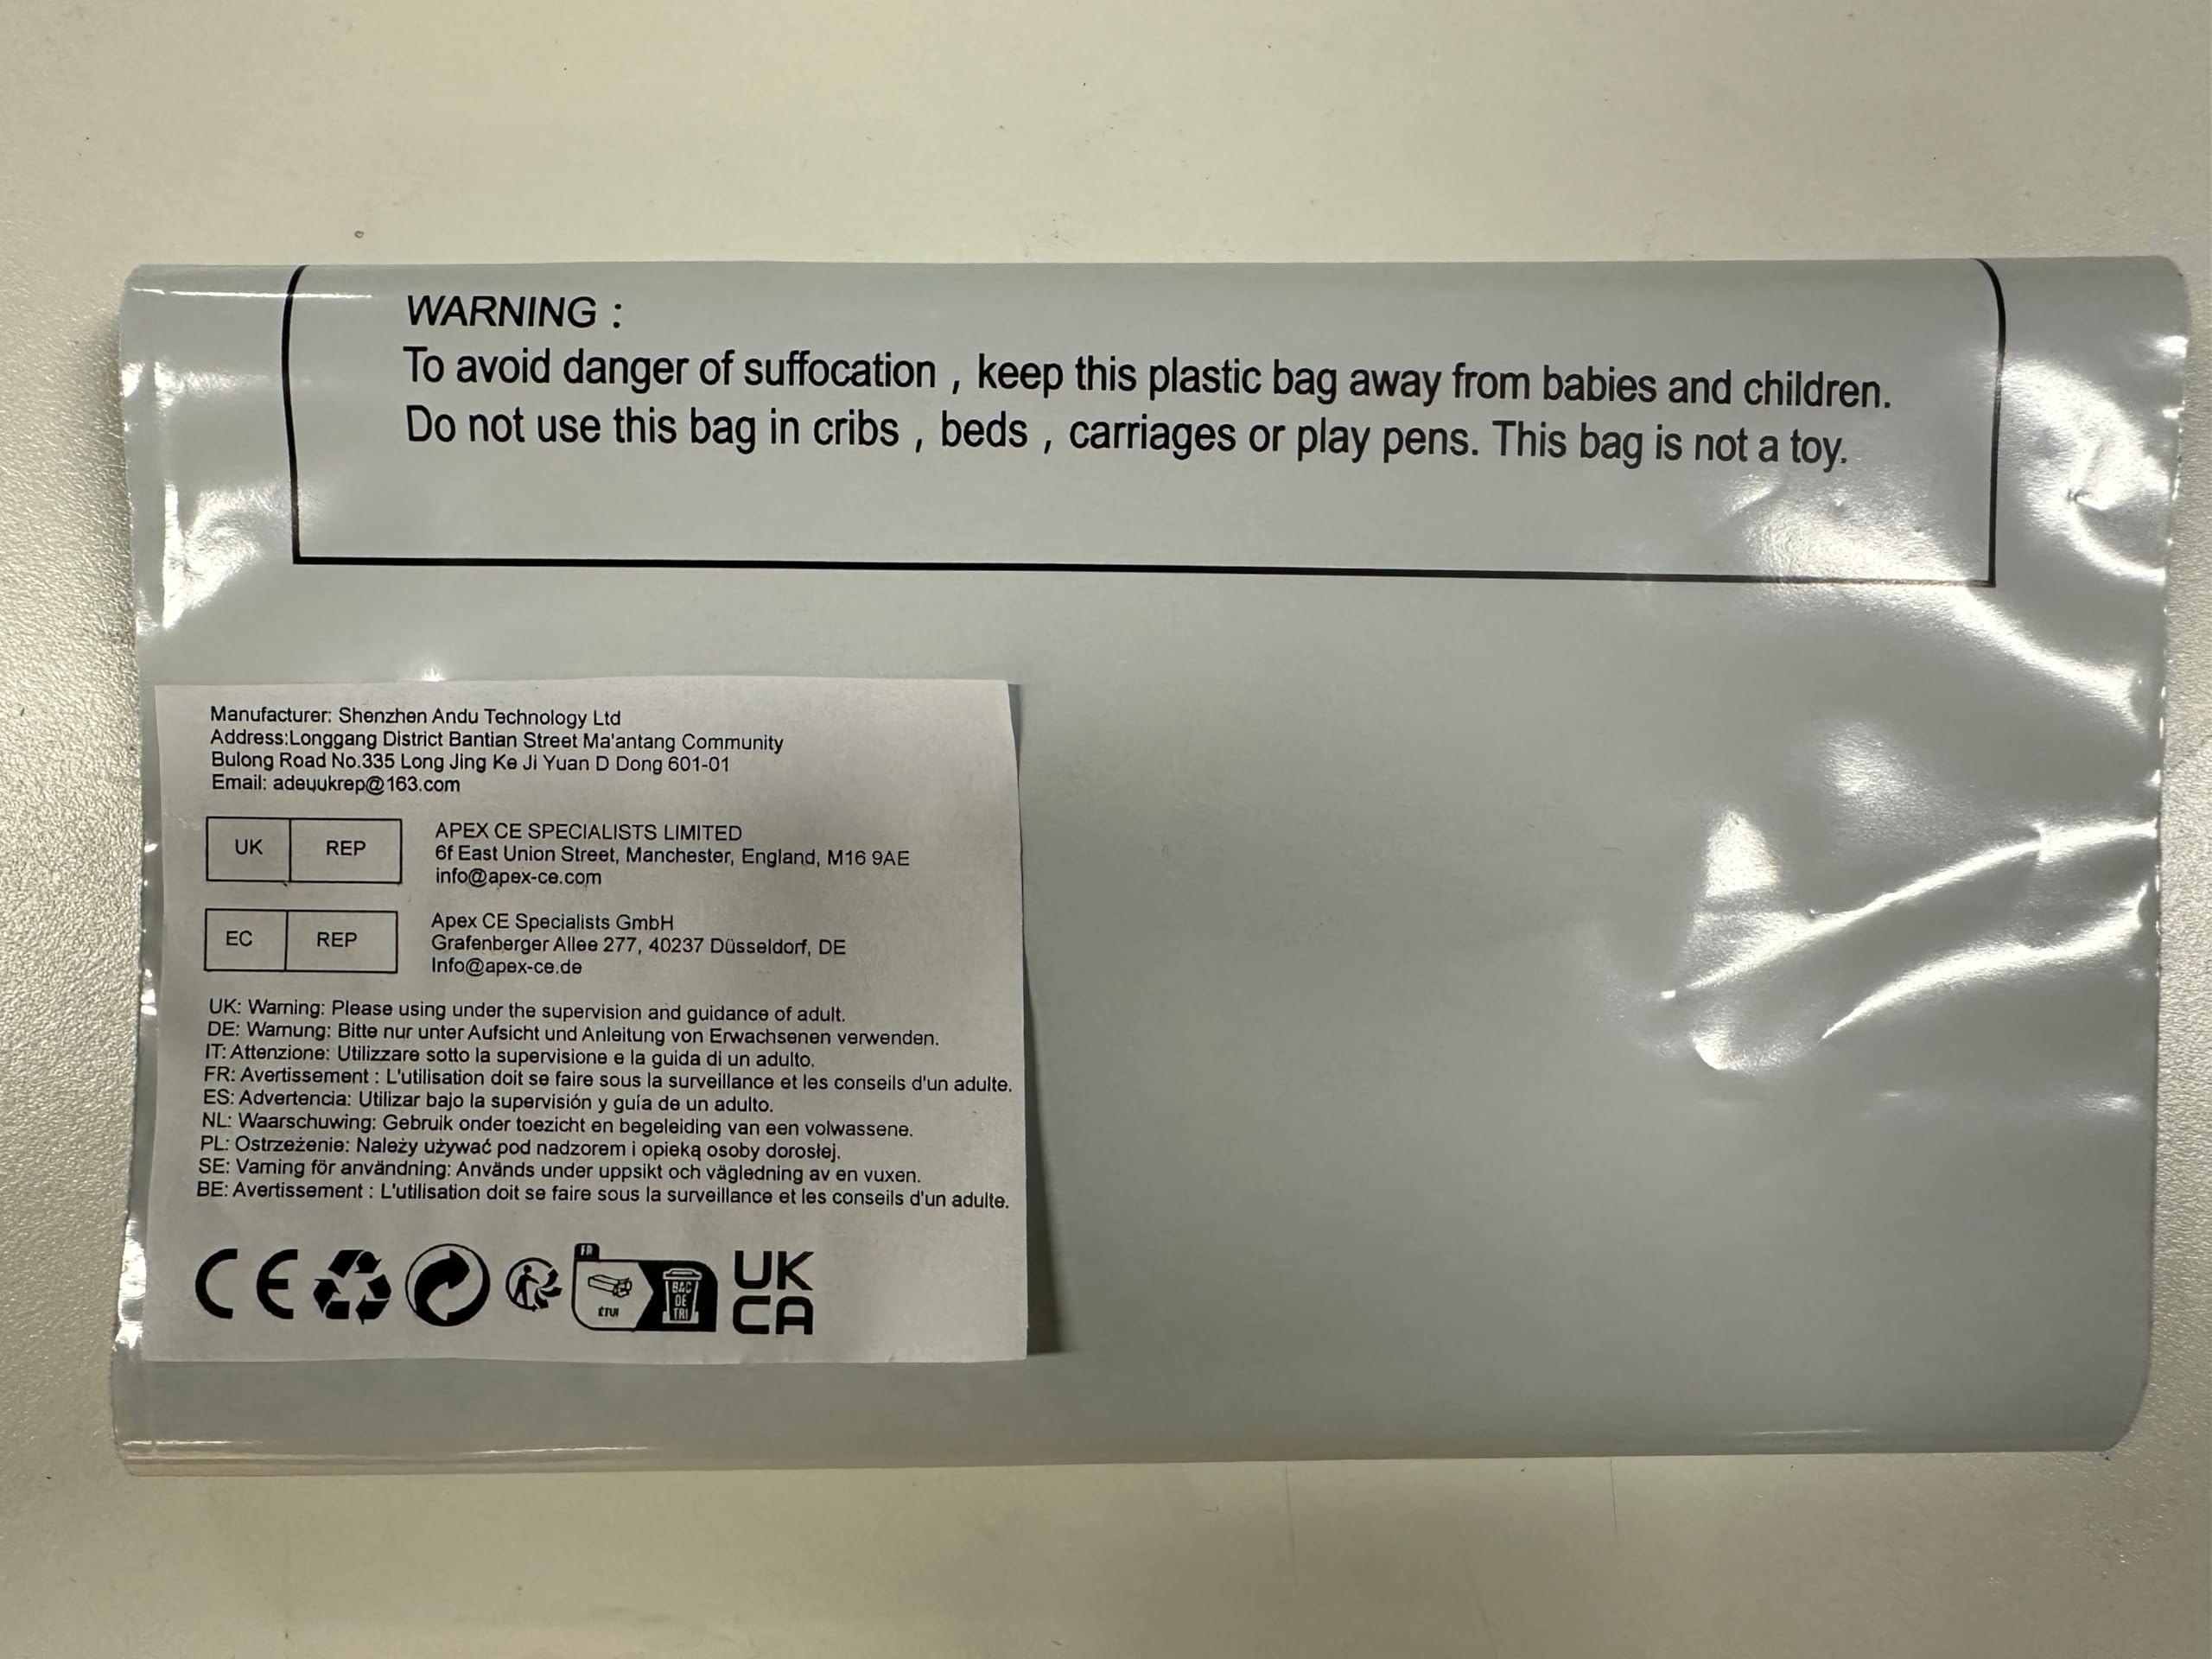 WARNING :
To avoid danger of suffocation , keep this plastic bag away from babies and children.
Do not use this bag in cribs , beds , carriages or play pens. This bag is not a toy.
Manufacturer: Shenzhen Andu Technology Ltd
Address:Longgang District Bantian Street Ma'antang Community
Bulong Road No.335 Long Jing Ke Ji Yuan D Dong 601-01
Email: adeyukrep@163.com
UK REP
APEX CE SPECIALISTS LIMITED
6f East Union Street, Manchester, England, M16 9AE
info@apex-ce.com
EC REP
Apex CE Specialists GmbH
Grafenberger Allee 277, 40237 Düsseldorf, DE
Info@apex-ce.de
UK: Warning: Please using under the supervision and guidance of adult.
DE: Warnung: Bitte nur unter Aufsicht und Anleitung von Erwachsenen verwenden.
IT: Attenzione: Utilizzare sotto la supervisione e la guida di un adulto.
FR: Avertissement : L'utilisation doit se faire sous la surveillance et les conseils d'un adulte.
ES: Advertencia: Utilizar bajo la supervisión y guía de un adulto.
NL: Waarschuwing: Gebruik onder toezicht en begeleiding van een volwassene.
PL: Ostrzeżenie: Należy używać pod nadzorem i opieką osoby dorosłej.
SE: Varning för användning: Används under uppsikt och vägledning av en vuxen.
BE: Avertissement : L'utilisation doit se faire sous la surveillance et les conseils d'un adulte.
CE
FR
ÉTUI
BAC
DE
TRI
UK
CA